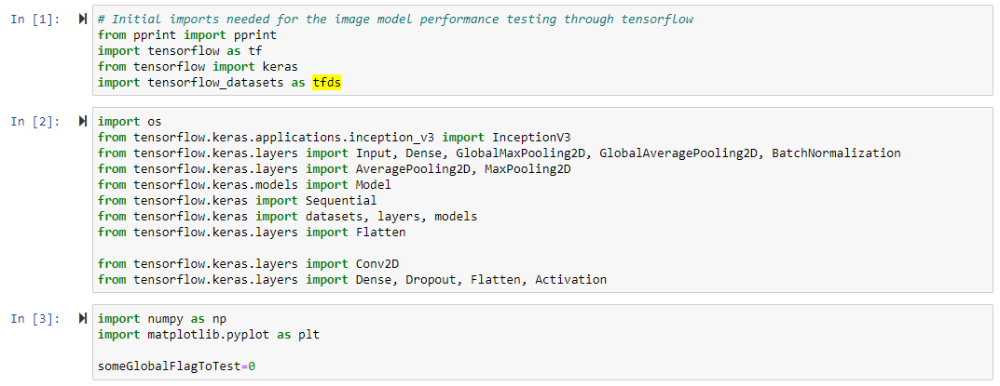 In [1]: # Initial imports needed for the image model performance testing through tensorflow
from pprint import pprint
import tensorflow as tf
from tensorflow import keras
import tensorflow_datasets as tfds
In [2]: import os
from tensorflow.keras.applications.inception_v3 import InceptionV3
from tensorflow.keras.layers import Input, Dense, GlobalMaxPooling2D, GlobalAveragePooling2D, BatchNormalization
from tensorflow.keras.layers import AveragePooling2D, MaxPooling2D
from tensorflow.keras.models import Model
from tensorflow.keras import Sequential
from tensorflow.keras import datasets, layers, models
from tensorflow.keras.layers import Flatten
from tensorflow.keras.layers import Conv2D
from tensorflow.keras.layers import Dense, Dropout, Flatten, Activation
In [3]: import numpy as np
import matplotlib.pyplot as plt
someGlobalFlagToTest=0